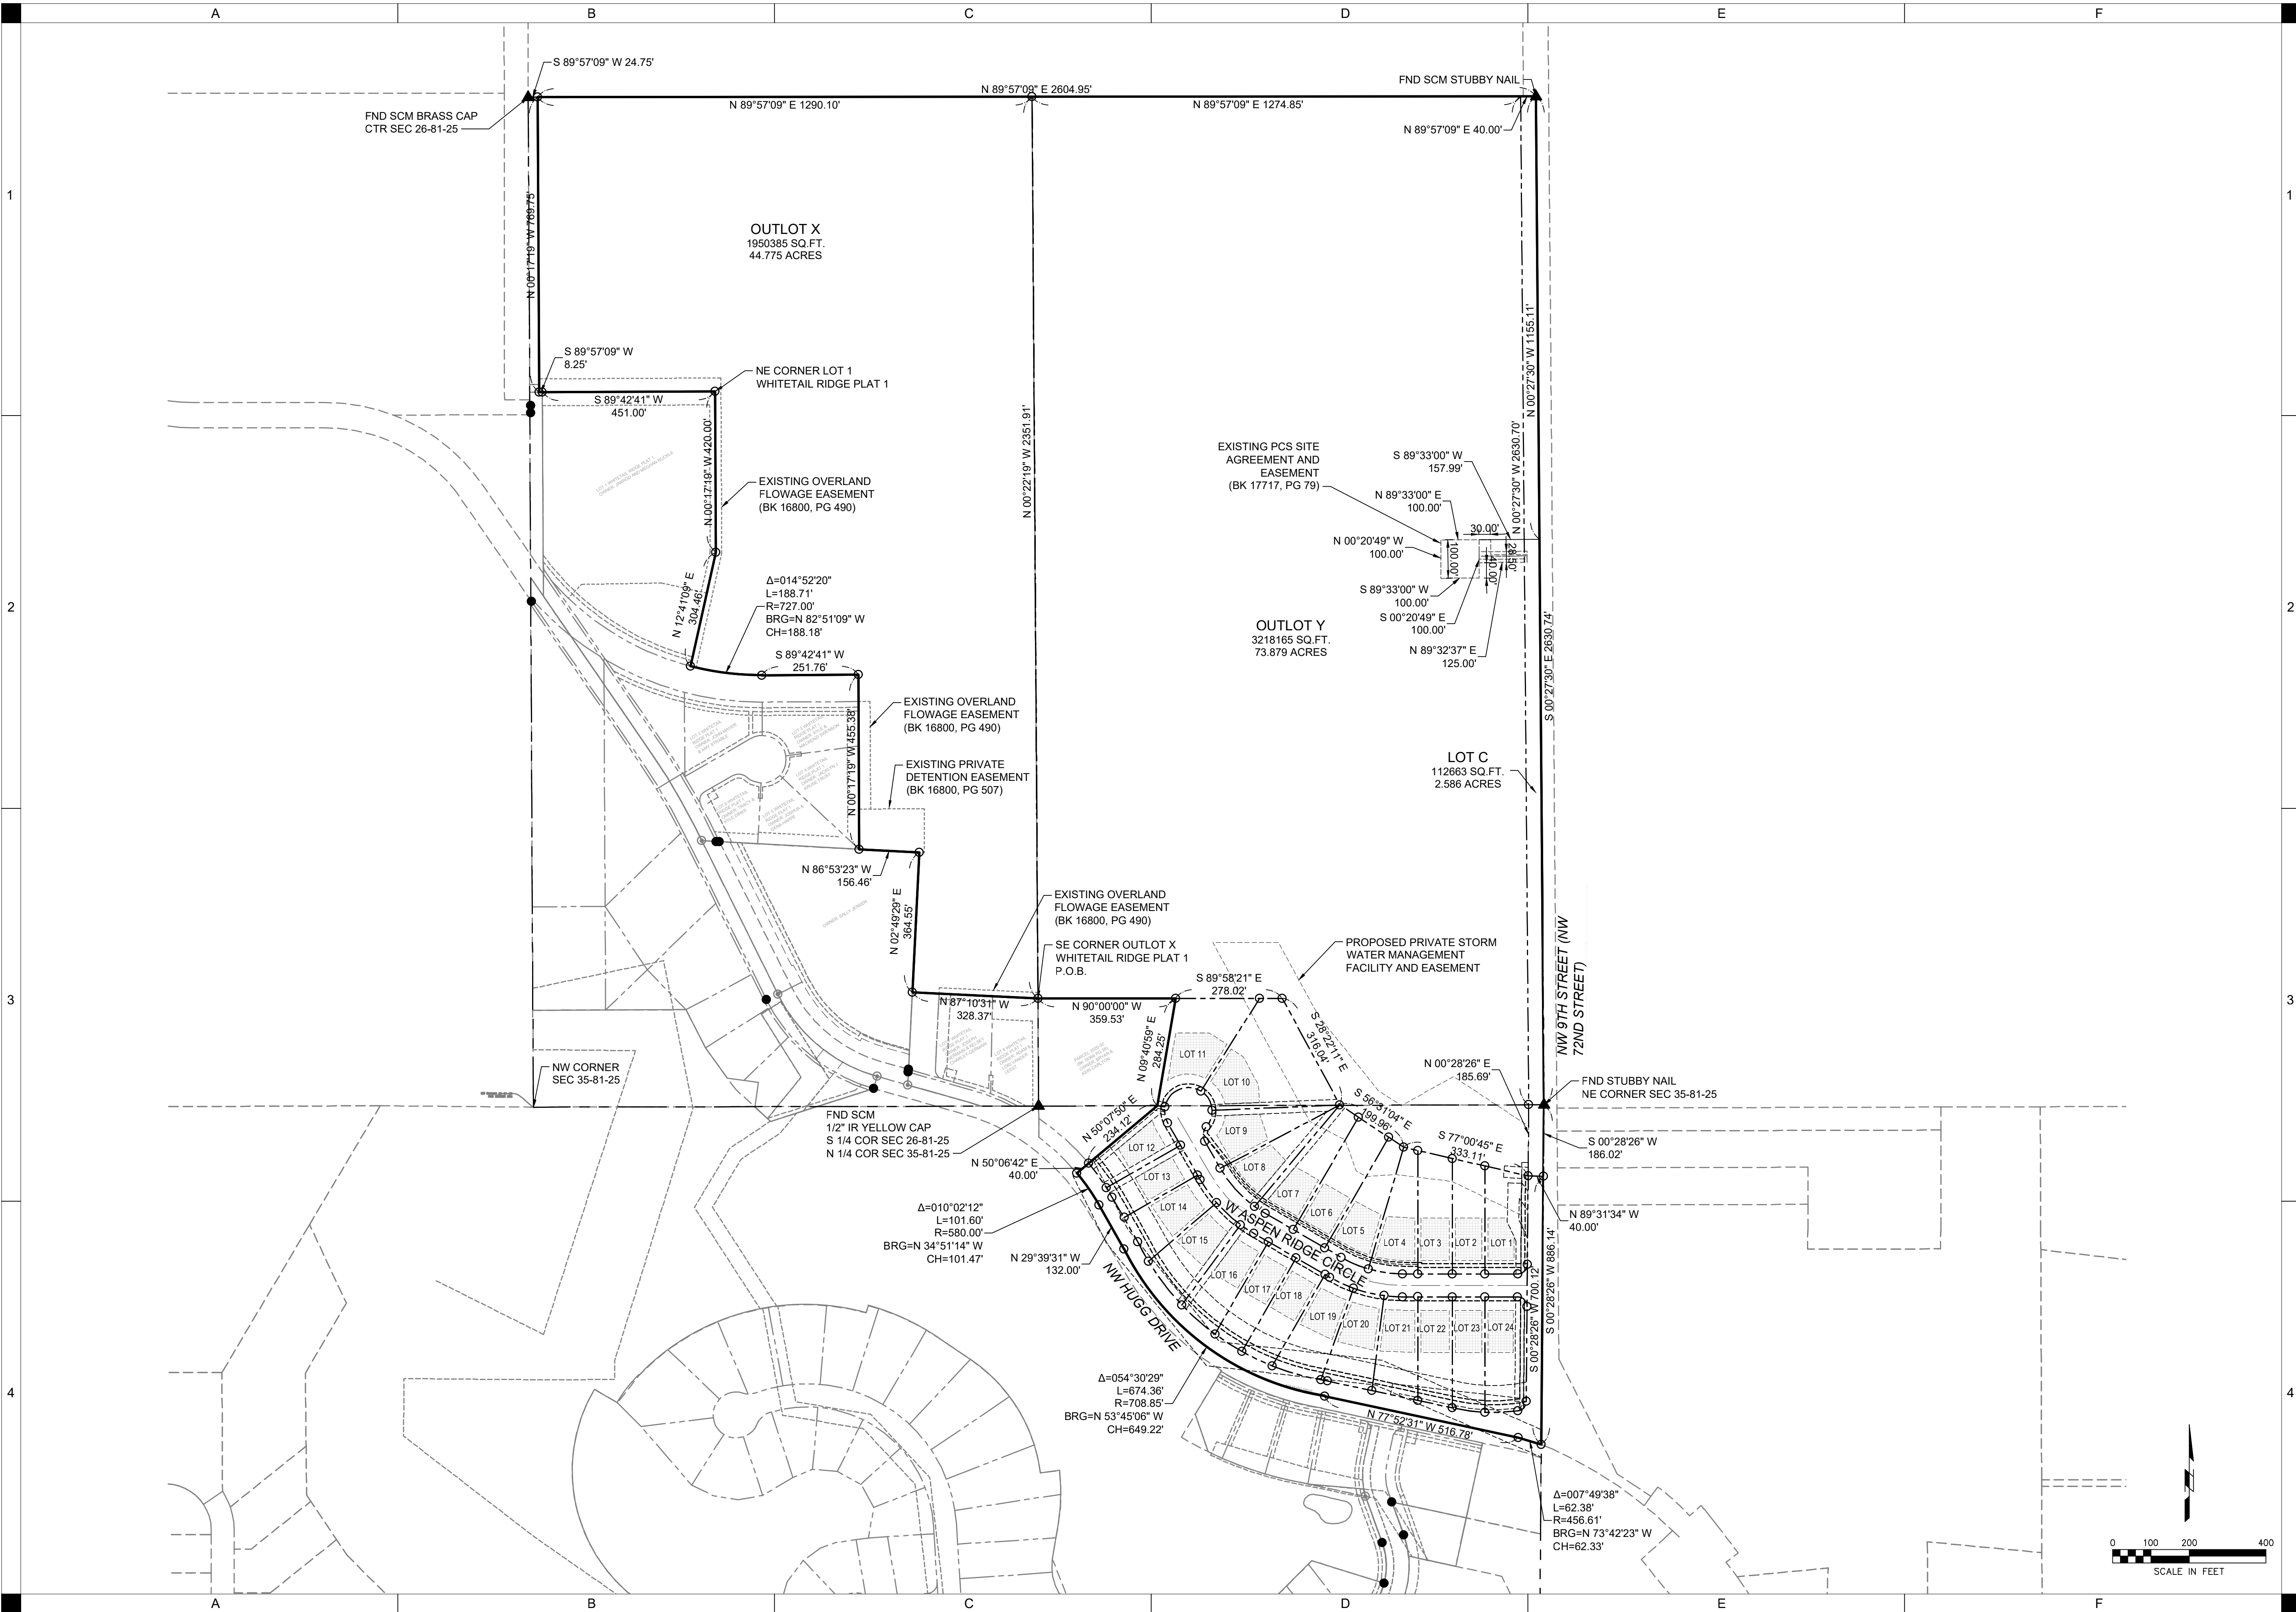 A
B
C
D
E
F
1
1
S 89°57'09" W 24.75'
FND SCM STUBBY NAIL
N 89°57'09" E 2604.95'
N 89°57'09" E 1290.10'
N 89°57'09" E 1274.85'
FND SCM BRASS CAP
CTR SEC 26-81-25
N 89°57'09" E 40.00'
N 00°17'19" W 769.75'
OUTLOT X
1950385 SQ.FT.
44.775 ACRES
N 00°27'30" W 1155.11'
S 89°57'09" W
8.25'
NE CORNER LOT 1
WHITETAIL RIDGE PLAT 1
S 89°42'41" W
451.00'
N 00°22'19" W 2351.91'
N 00°17'19" W 420.00'
EXISTING OVERLAND
FLOWAGE EASEMENT
(BK 16800, PG 490)
EXISTING PCS SITE
AGREEMENT AND
EASEMENT
(BK 17717, PG 79)
S 89°33'00" W
157.99'
N 00°27'30" W 2630.70'
N 89°33'00" E
100.00'
30.00'
N 00°20'49" W
100.00'
100.00'
28.50'
40.00'
S 89°33'00" W
100.00'
S 00°20'49" E
100.00'
N 89°32'37" E
125.00'
2
2
N 12°41'09" E
304.46'
Δ=014°52'20"
L=188.71'
R=727.00'
BRG=N 82°51'09" W
CH=188.18'
OUTLOT Y
3218165 SQ.FT.
73.879 ACRES
S 89°42'41" W
251.76'
S 00°27'30" E 2630.74'
EXISTING OVERLAND
FLOWAGE EASEMENT
(BK 16800, PG 490)
N 00°17'19" W 455.38'
LOT C
112663 SQ.FT.
2.586 ACRES
EXISTING PRIVATE
DETENTION EASEMENT
(BK 16800, PG 507)
N 86°53'23" W
156.46'
OWNER: SALLY JENSEN
N 02°49'29" E
364.55'
EXISTING OVERLAND
FLOWAGE EASEMENT
(BK 16800, PG 490)
SE CORNER OUTLOT X
WHITETAIL RIDGE PLAT 1
P.O.B.
PROPOSED PRIVATE STORM
WATER MANAGEMENT
FACILITY AND EASEMENT
NW 9TH STREET (NW
72ND STREET)
3
3
N 87°10'31" W
328.37'
N 90°00'00" W
359.53'
S 89°58'21" E
278.02'
N 09°40'59" E
284.25'
S 28°22'11" E
316.04'
LOT 11
LOT 10
N 00°28'26" E
185.69'
NW CORNER
SEC 35-81-25
FND STUBBY NAIL
NE CORNER SEC 35-81-25
FND SCM
1/2" IR YELLOW CAP
S 1/4 COR SEC 26-81-25
N 1/4 COR SEC 35-81-25
N 50°07'50" E
234.12'
S 56°31'04" E
199.96'
LOT 9
S 77°00'45" E
333.11'
S 00°28'26" W
186.02'
N 50°06'42" E
40.00'
LOT 12
LOT 8
LOT 13
LOT 7
Δ=010°02'12"
L=101.60'
R=580.00'
BRG=N 34°51'14" W
CH=101.47'
LOT 14
LOT 6
N 89°31'34" W
40.00'
LOT 15
W ASPEN RIDGE CIRCLE
LOT 5
LOT 4
LOT 3
LOT 2
LOT 1
N 29°39'31" W
132.00'
NW HUGG DRIVE
LOT 16
LOT 17
LOT 18
LOT 19
LOT 20
LOT 21
LOT 22
LOT 23
LOT 24
S 00°28'26" W 700.12'
S 00°28'26" W 886.14'
4
4
Δ=054°30'29"
L=674.36'
R=708.85'
BRG=N 53°45'06" W
CH=649.22'
N 77°52'31" W 516.78'
Δ=007°49'38"
L=62.38'
R=456.61'
BRG=N 73°42'23" W
CH=62.33'
0 100 200 400
SCALE IN FEET
A
B
C
D
E
F